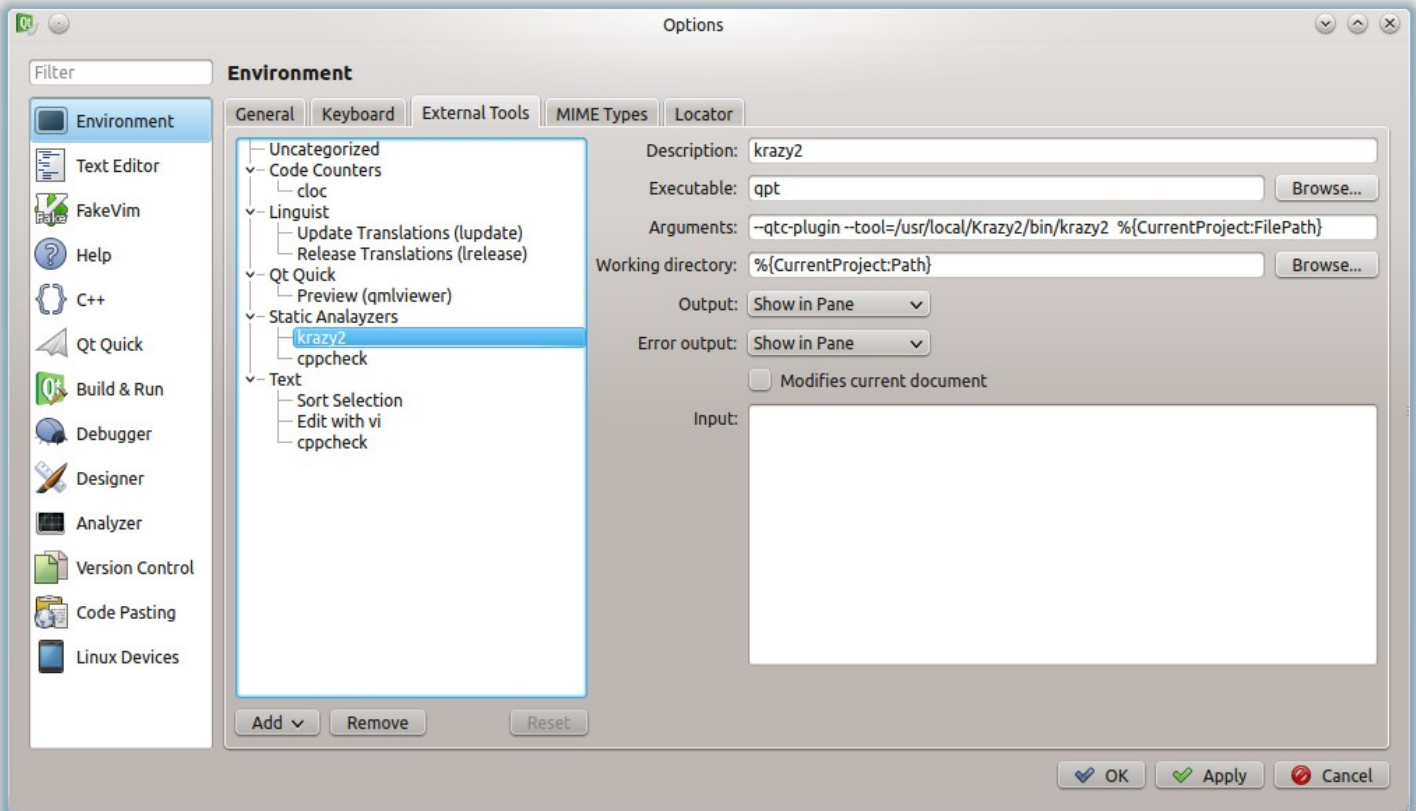 Options
Filter
Environment
Text Editor
FakeVim
Help
C++
Qt Quick
Build & Run
Debugger
Designer
Analyzer
Version Control
Code Pasting
Linux Devices
Environment
General Keyboard External Tools MIME Types Locator
Uncategorized
Code Counters
cloc
Linguist
Update Translations (lupdate)
Release Translations (lrelease)
Qt Quick
Preview (qmlviewer)
Static Analayzers
krazy2
cppcheck
Text
Sort Selection
Edit with vi
cppcheck
Add Remove Reset
Description: krazy2
Executable: qpt Browse...
Arguments: --qtc-plugin --tool=/usr/local/Krazy2/bin/krazy2 %{CurrentProject:FilePath}
Working directory: %{CurrentProject:Path} Browse...
Output: Show in Pane
Error output: Show in Pane
Modifies current document
Input:
OK Apply Cancel